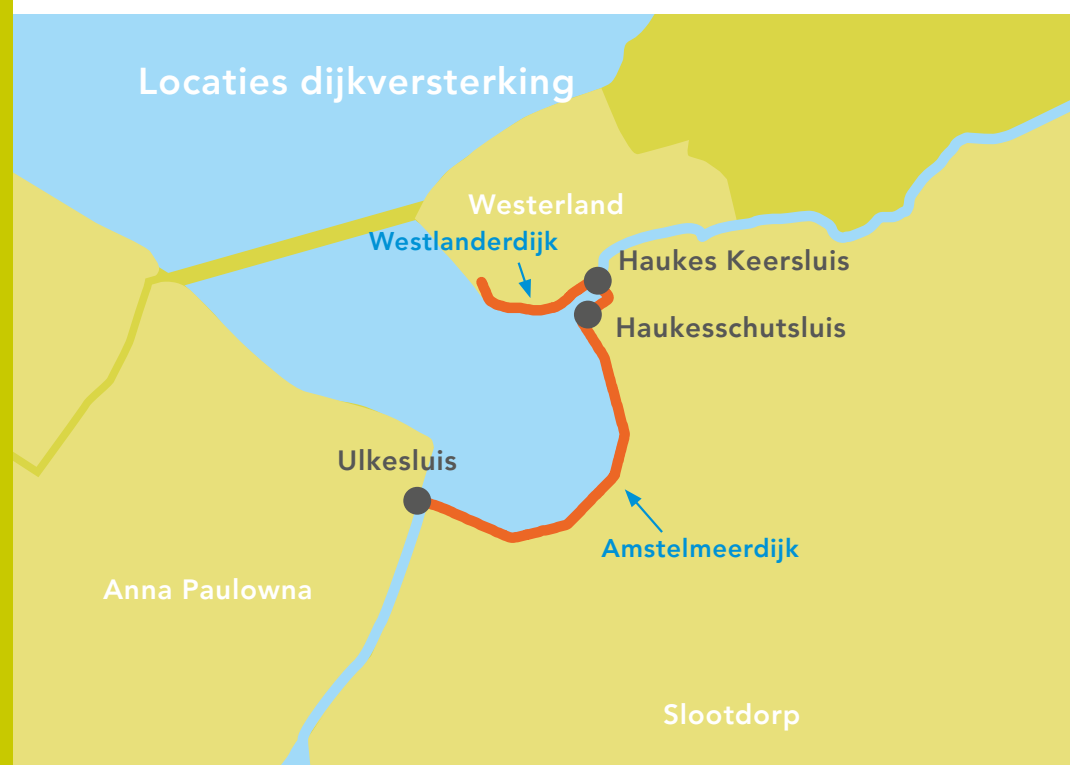 Locaties dijkversterking
Westerland
Westlanderdijk
Haukes Keersluis
Haukesschutsluis
Ulkesluis
Amstelmeerdijk
Anna Paulowna
Slootdorp